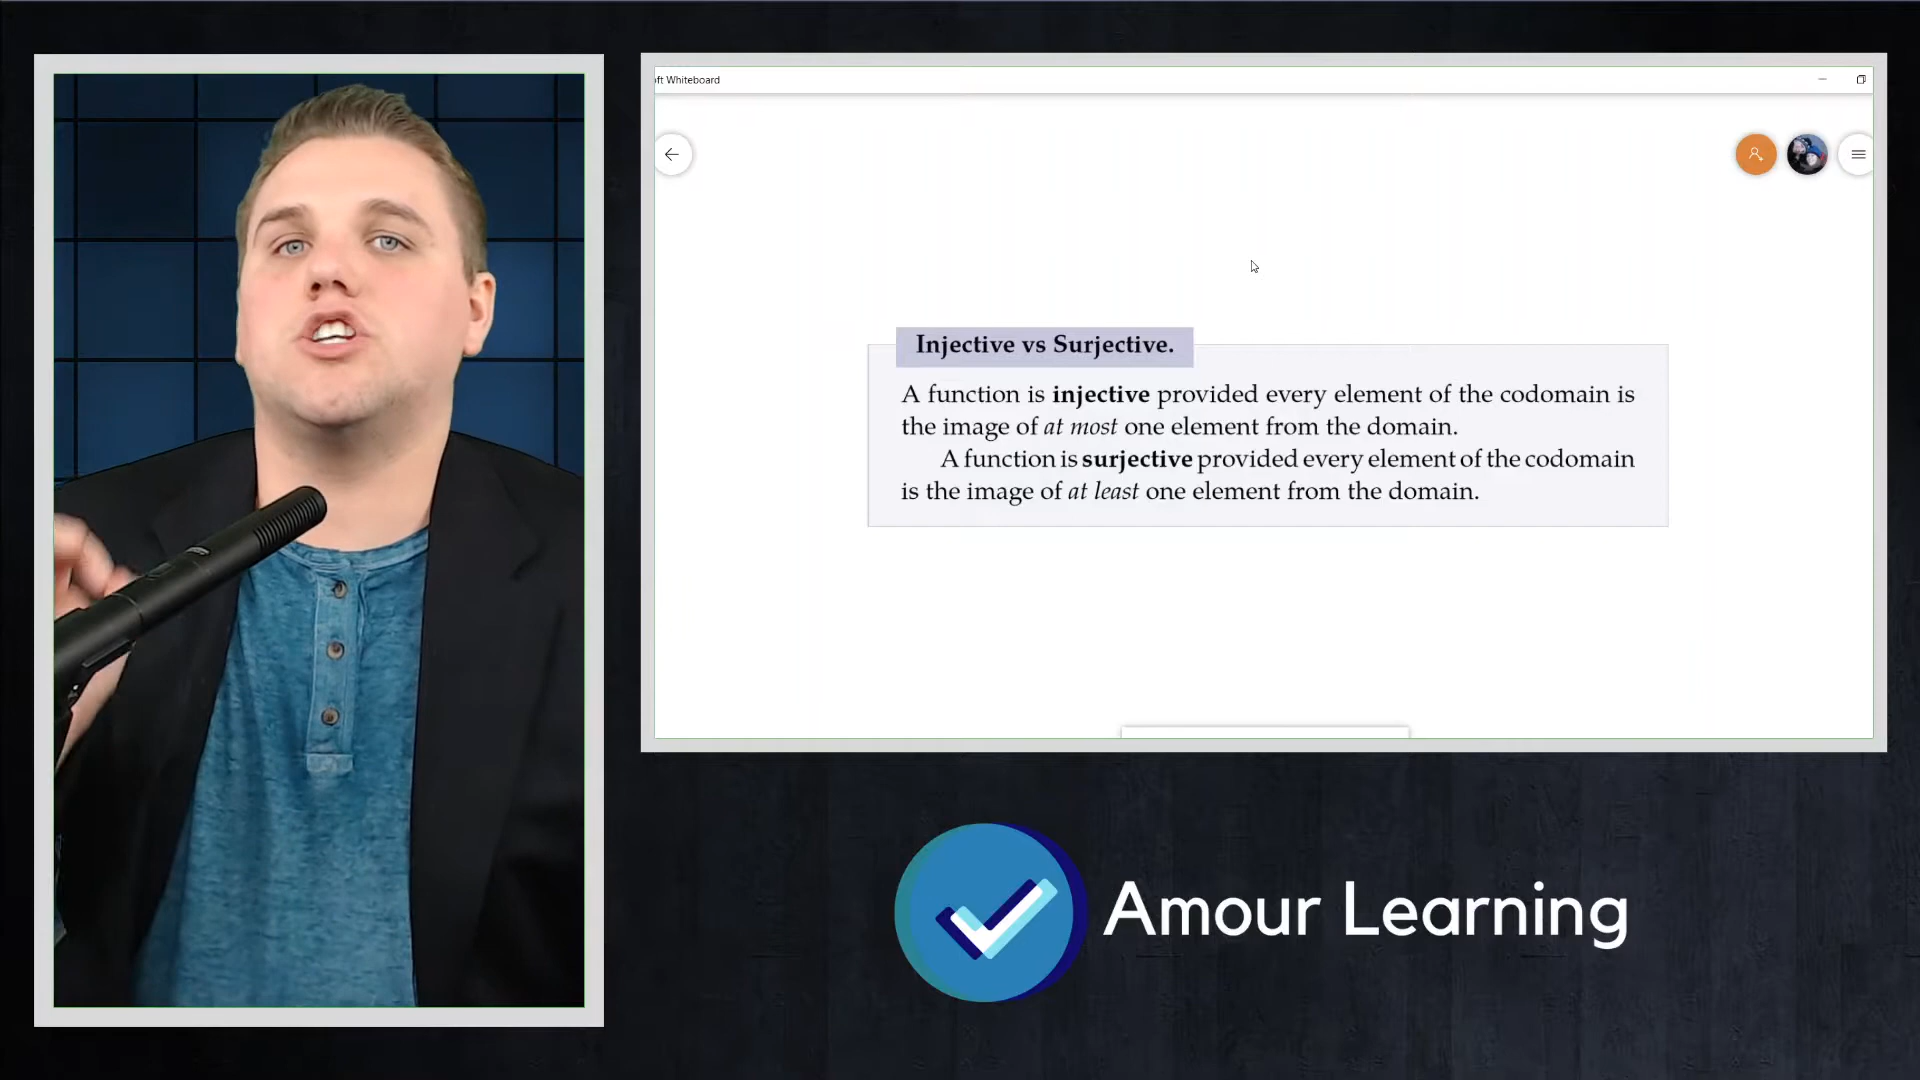 oft Whiteboard
Injective vs Surjective.
A function is injective provided every element of the codomain is
the image of at most one element from the domain.
A function is surjective provided every element of the codomain
is the image of at least one element from the domain.
Amour Learning